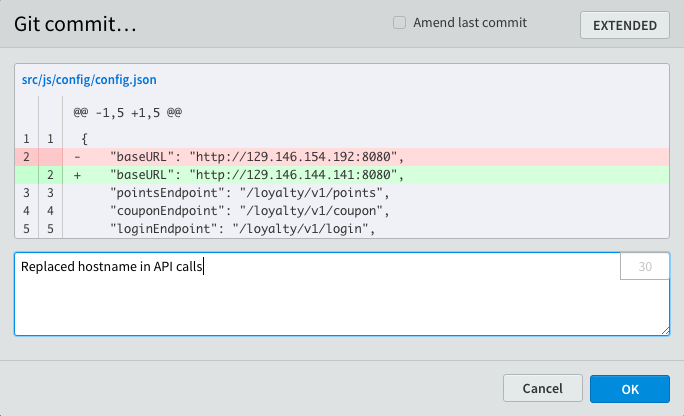 Git commit…
Amend last commit
EXTENDED
src/js/config/config.json
@@ -1,5 +1,5 @@
1 1 {
2 - "baseURL": "http://129.146.154.192:8080",
2 + "baseURL": "http://129.146.144.141:8080",
3 3 "pointsEndpoint": "/loyalty/v1/points",
4 4 "couponEndpoint": "/loyalty/v1/coupon",
5 5 "loginEndpoint": "/loyalty/v1/login",
Replaced hostname in API calls
30
Cancel
OK